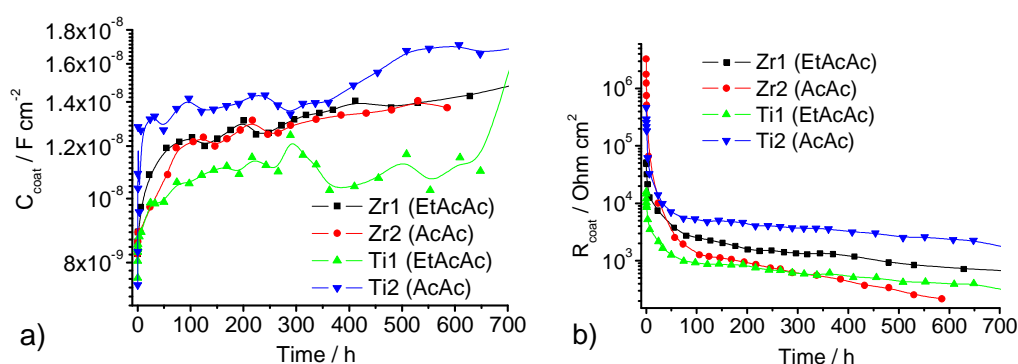 1.8x10⁻⁸
1.6x10⁻⁸
1.4x10⁻⁸
1.2x10⁻⁸
10⁻⁸
8x10⁻⁹
C_coat / F cm⁻²
Zr1 (EtAcAc)
Zr2 (AcAc)
Ti1 (EtAcAc)
Ti2 (AcAc)
0 100 200 300 400 500 600 700
Time / h
a)
10⁶
10⁵
10⁴
10³
R_coat / Ohm cm²
Zr1 (EtAcAc)
Zr2 (AcAc)
Ti1 (EtAcAc)
Ti2 (AcAc)
0 100 200 300 400 500 600 700
Time / h
b)